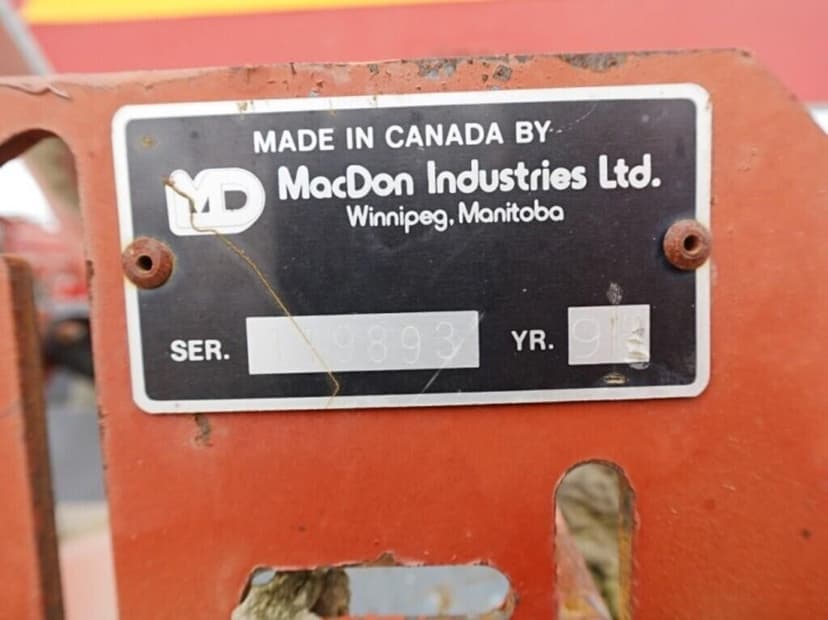 MADE IN CANADA BY
MD MacDon Industries Ltd.
Winnipeg, Manitoba
SER. YR.